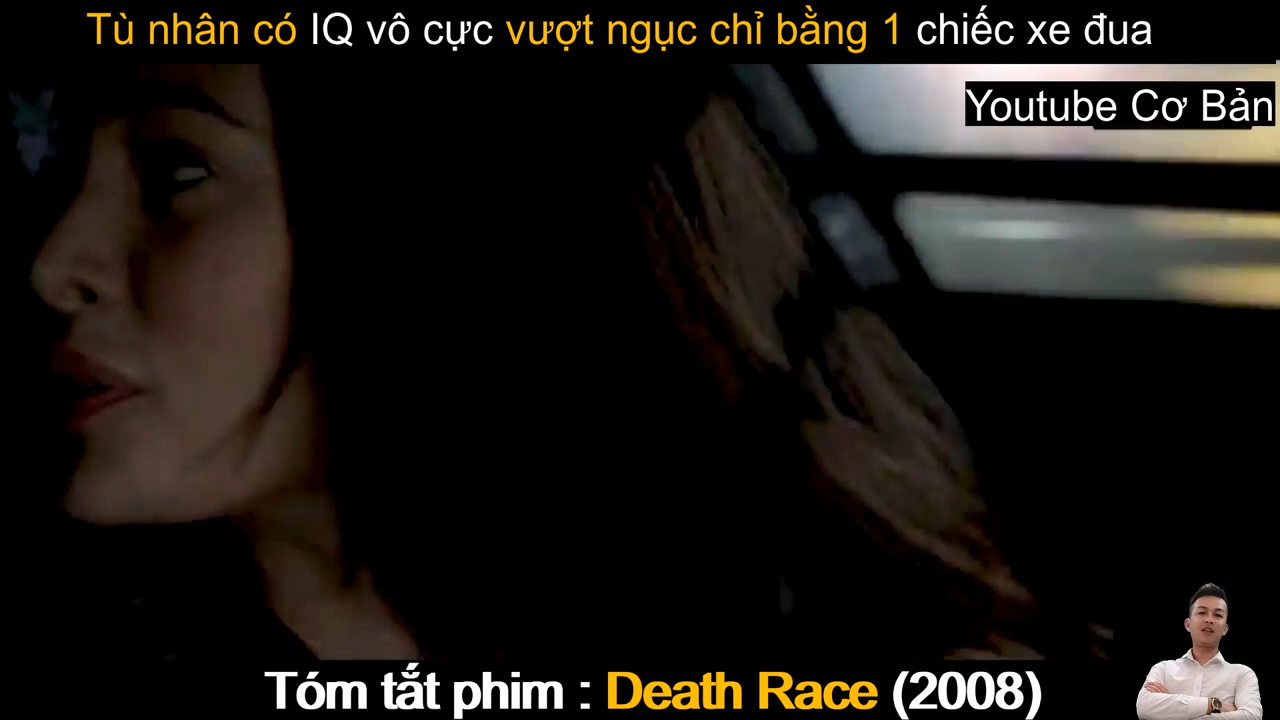 Tù nhân có IQ vô cực vượt ngục chỉ bằng 1 chiếc xe đua
Youtube Cơ Bản
Tóm tắt phim : Death Race (2008)